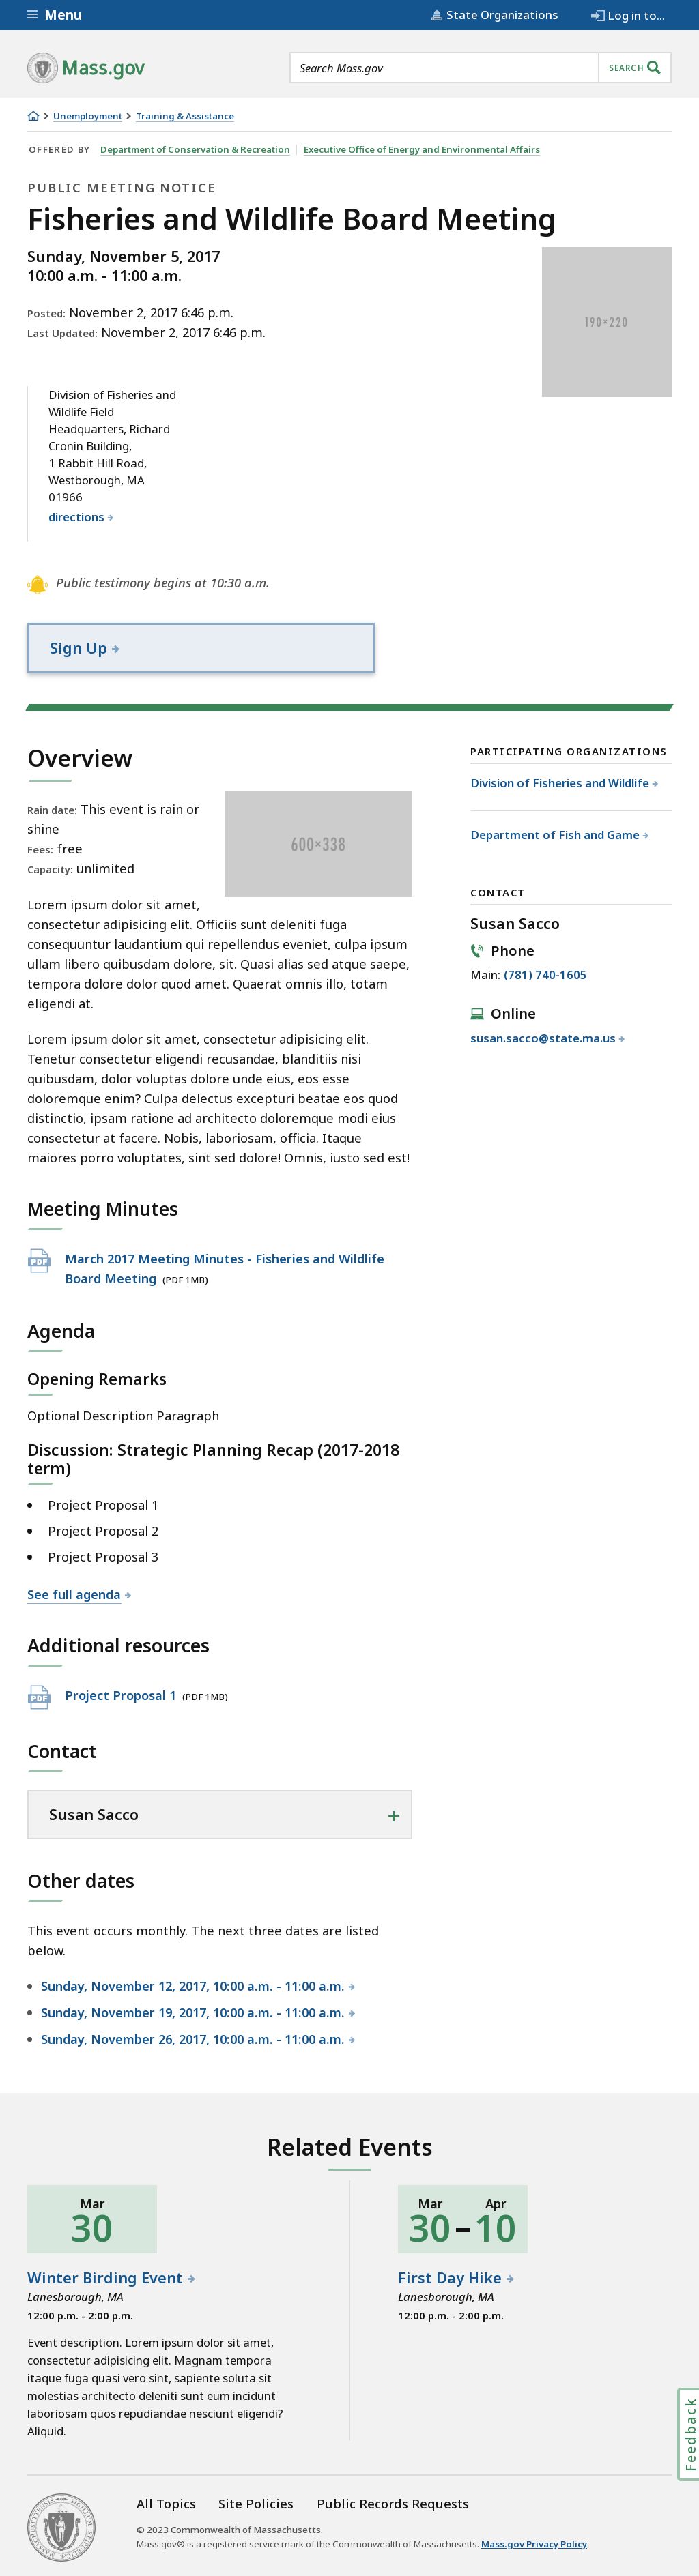 Menu
State Organizations
Log in to...
Mass.gov
Search Mass.gov
SEARCH
Unemployment
Training & Assistance
OFFERED BY
Department of Conservation & Recreation
Executive Office of Energy and Environmental Affairs
PUBLIC MEETING NOTICE
Fisheries and Wildlife Board Meeting
Sunday, November 5, 2017
10:00 a.m. - 11:00 a.m.
190×220
Posted: November 2, 2017 6:46 p.m.
Last Updated: November 2, 2017 6:46 p.m.
Division of Fisheries and
Wildlife Field
Headquarters, Richard
Cronin Building,
1 Rabbit Hill Road,
Westborough, MA
01966
directions
Public testimony begins at 10:30 a.m.
Sign Up
Overview
Rain date: This event is rain or
shine
Fees: free
Capacity: unlimited
600×338
Lorem ipsum dolor sit amet,
consectetur adipisicing elit. Officiis sunt deleniti fuga
consequuntur laudantium qui repellendus eveniet, culpa ipsum
ullam libero quibusdam dolore, sit. Quasi alias sed atque saepe,
tempora dolore dolor quod amet. Quaerat omnis illo, totam
eligendi at.
Lorem ipsum dolor sit amet, consectetur adipisicing elit.
Tenetur consectetur eligendi recusandae, blanditiis nisi
quibusdam, dolor voluptas dolore unde eius, eos esse
doloremque enim? Culpa delectus excepturi beatae eos quod
distinctio, ipsam ratione ad architecto doloremque modi eius
consectetur at facere. Nobis, laboriosam, officia. Itaque
maiores porro voluptates, sint sed dolore! Omnis, iusto sed est!
Meeting Minutes
PDF
March 2017 Meeting Minutes - Fisheries and Wildlife
Board Meeting (PDF 1MB)
Agenda
Opening Remarks
Optional Description Paragraph
Discussion: Strategic Planning Recap (2017-2018
term)
Project Proposal 1
Project Proposal 2
Project Proposal 3
See full agenda
Additional resources
PDF
Project Proposal 1 (PDF 1MB)
Contact
Susan Sacco
Other dates
This event occurs monthly. The next three dates are listed
below.
Sunday, November 12, 2017, 10:00 a.m. - 11:00 a.m.
Sunday, November 19, 2017, 10:00 a.m. - 11:00 a.m.
Sunday, November 26, 2017, 10:00 a.m. - 11:00 a.m.
PARTICIPATING ORGANIZATIONS
Division of Fisheries and Wildlife
Department of Fish and Game
CONTACT
Susan Sacco
Phone
Main: (781) 740-1605
Online
susan.sacco@state.ma.us
Related Events
Mar
30
Winter Birding Event
Lanesborough, MA
12:00 p.m. - 2:00 p.m.
Event description. Lorem ipsum dolor sit amet,
consectetur adipisicing elit. Magnam tempora
itaque fuga quasi vero sint, sapiente soluta sit
molestias architecto deleniti sunt eum incidunt
laboriosam quos repudiandae nesciunt eligendi?
Aliquid.
Mar Apr
30 – 10
First Day Hike
Lanesborough, MA
12:00 p.m. - 2:00 p.m.
Feedback
All Topics
Site Policies
Public Records Requests
© 2023 Commonwealth of Massachusetts.
Mass.gov® is a registered service mark of the Commonwealth of Massachusetts. Mass.gov Privacy Policy